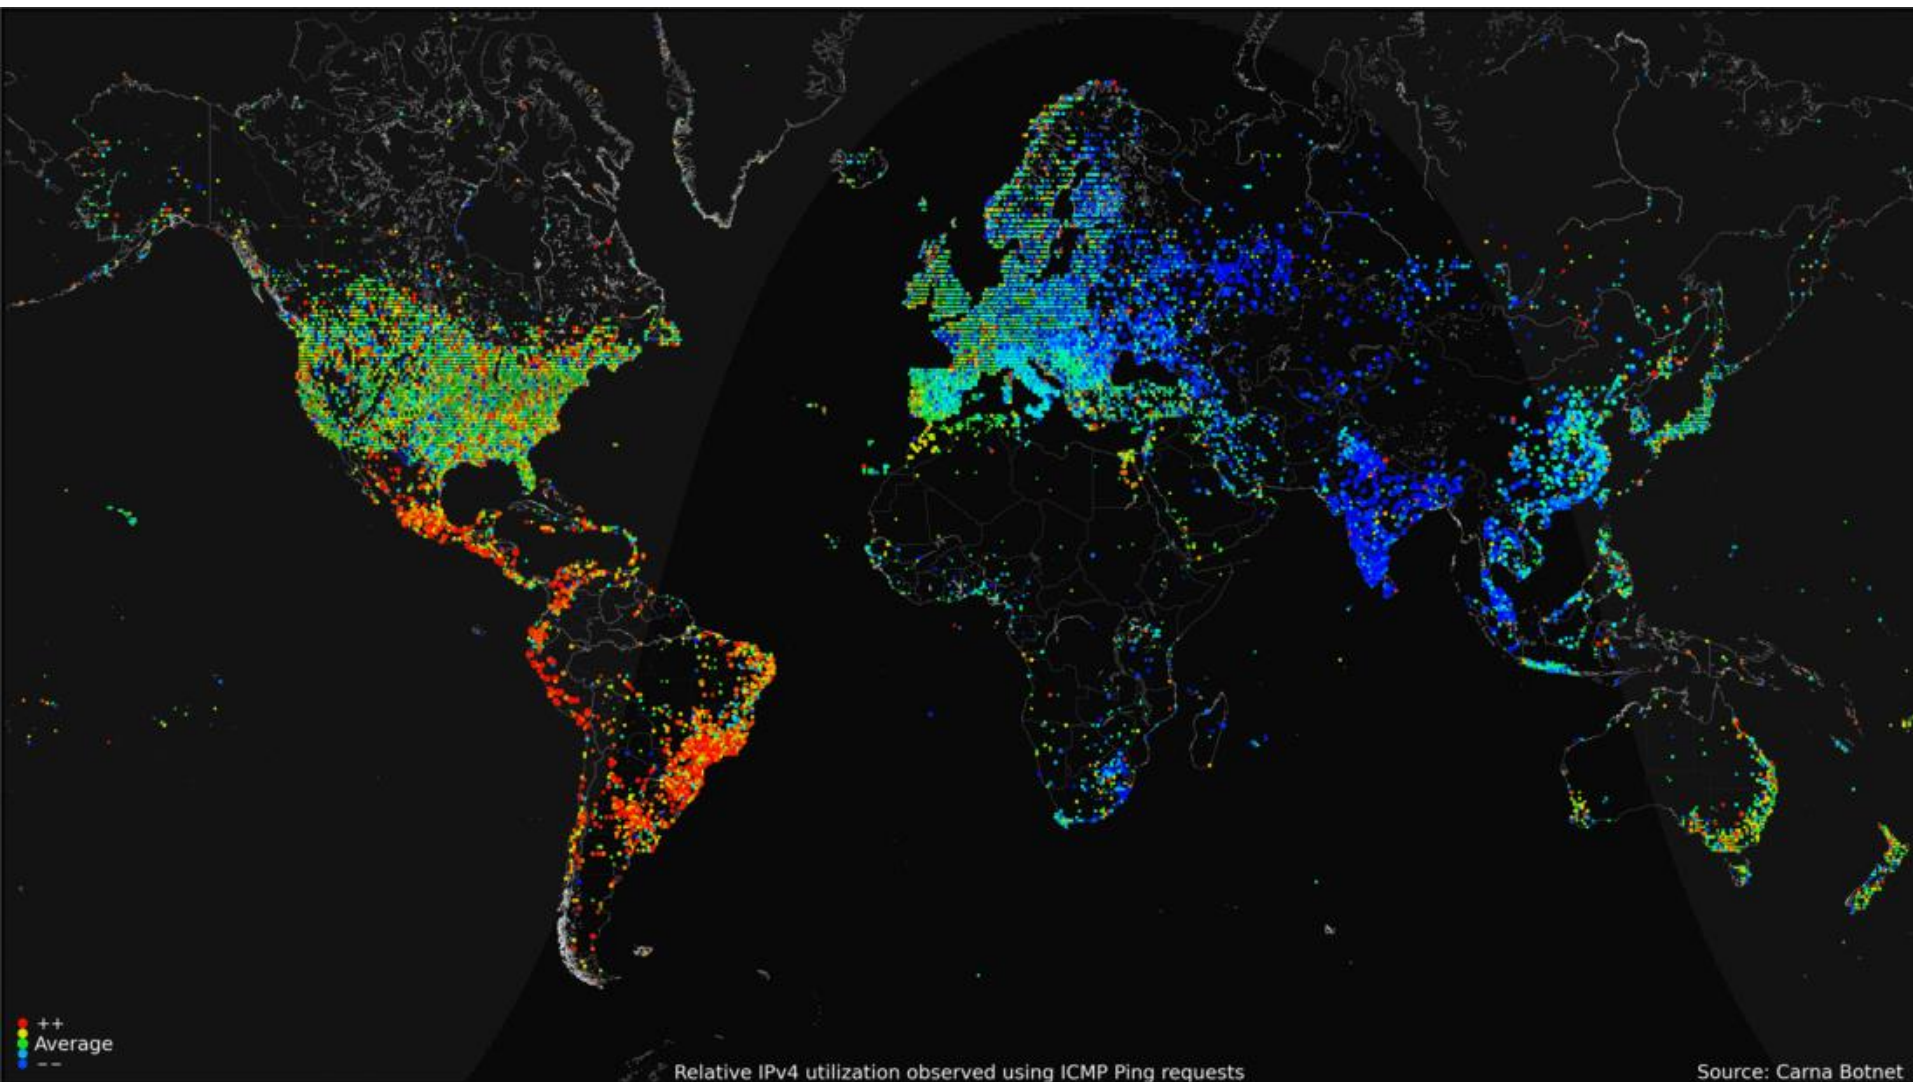 ++
Average
--
Relative IPv4 utilization observed using ICMP Ping requests
Source: Carna Botnet